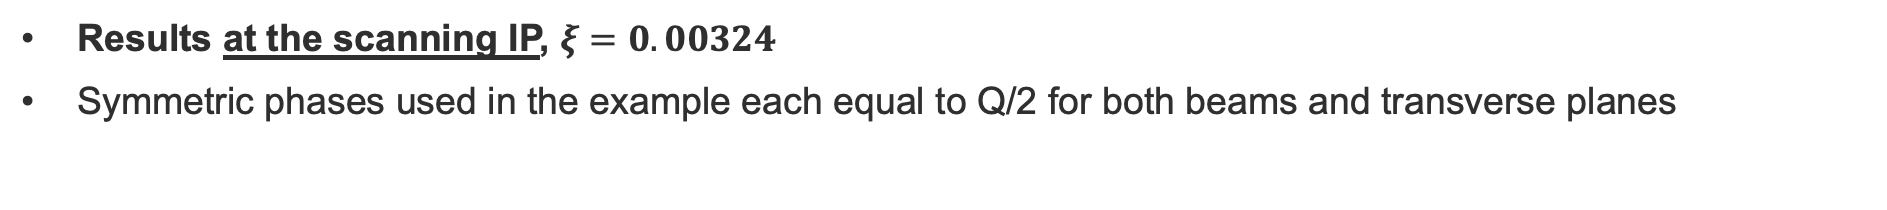 • Results at the scanning IP, ξ = 0.00324
• Symmetric phases used in the example each equal to Q/2 for both beams and transverse planes